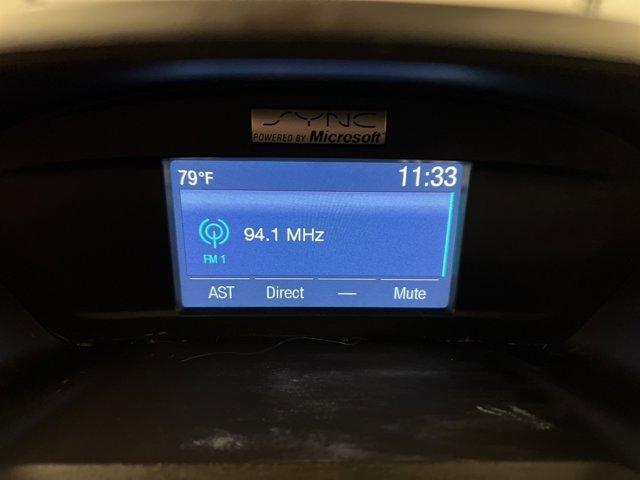 SYNC
POWERED BY Microsoft
79°F 11:33
94.1 MHz
FM 1
AST Direct — Mute